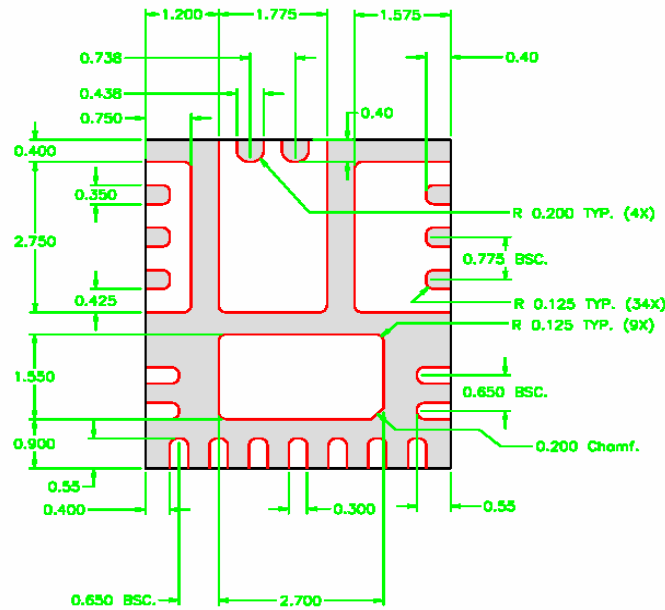 1.200
1.775
1.575
0.738
0.40
0.438
0.750
0.40
0.400
0.350
R 0.200 TYP. (4X)
2.750
0.775 BSC.
0.425
R 0.125 TYP. (34X)
R 0.125 TYP. (9X)
1.550
0.650 BSC.
0.900
0.200 Chamf.
0.55
0.400
0.300
0.55
0.650 BSC.
2.700